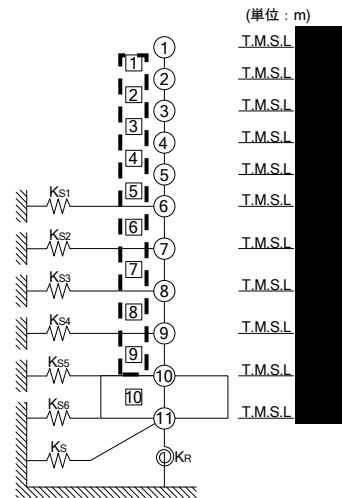 (単位：m)
1 T.M.S.L
1
2 T.M.S.L
2
3 T.M.S.L
3
4 T.M.S.L
4
5 T.M.S.L
5
KS1 6 T.M.S.L
6
KS2 7 T.M.S.L
7
KS3 8 T.M.S.L
8
KS4 9 T.M.S.L
9
KS5 10 T.M.S.L
10
KS6 11 T.M.S.L
KS KR